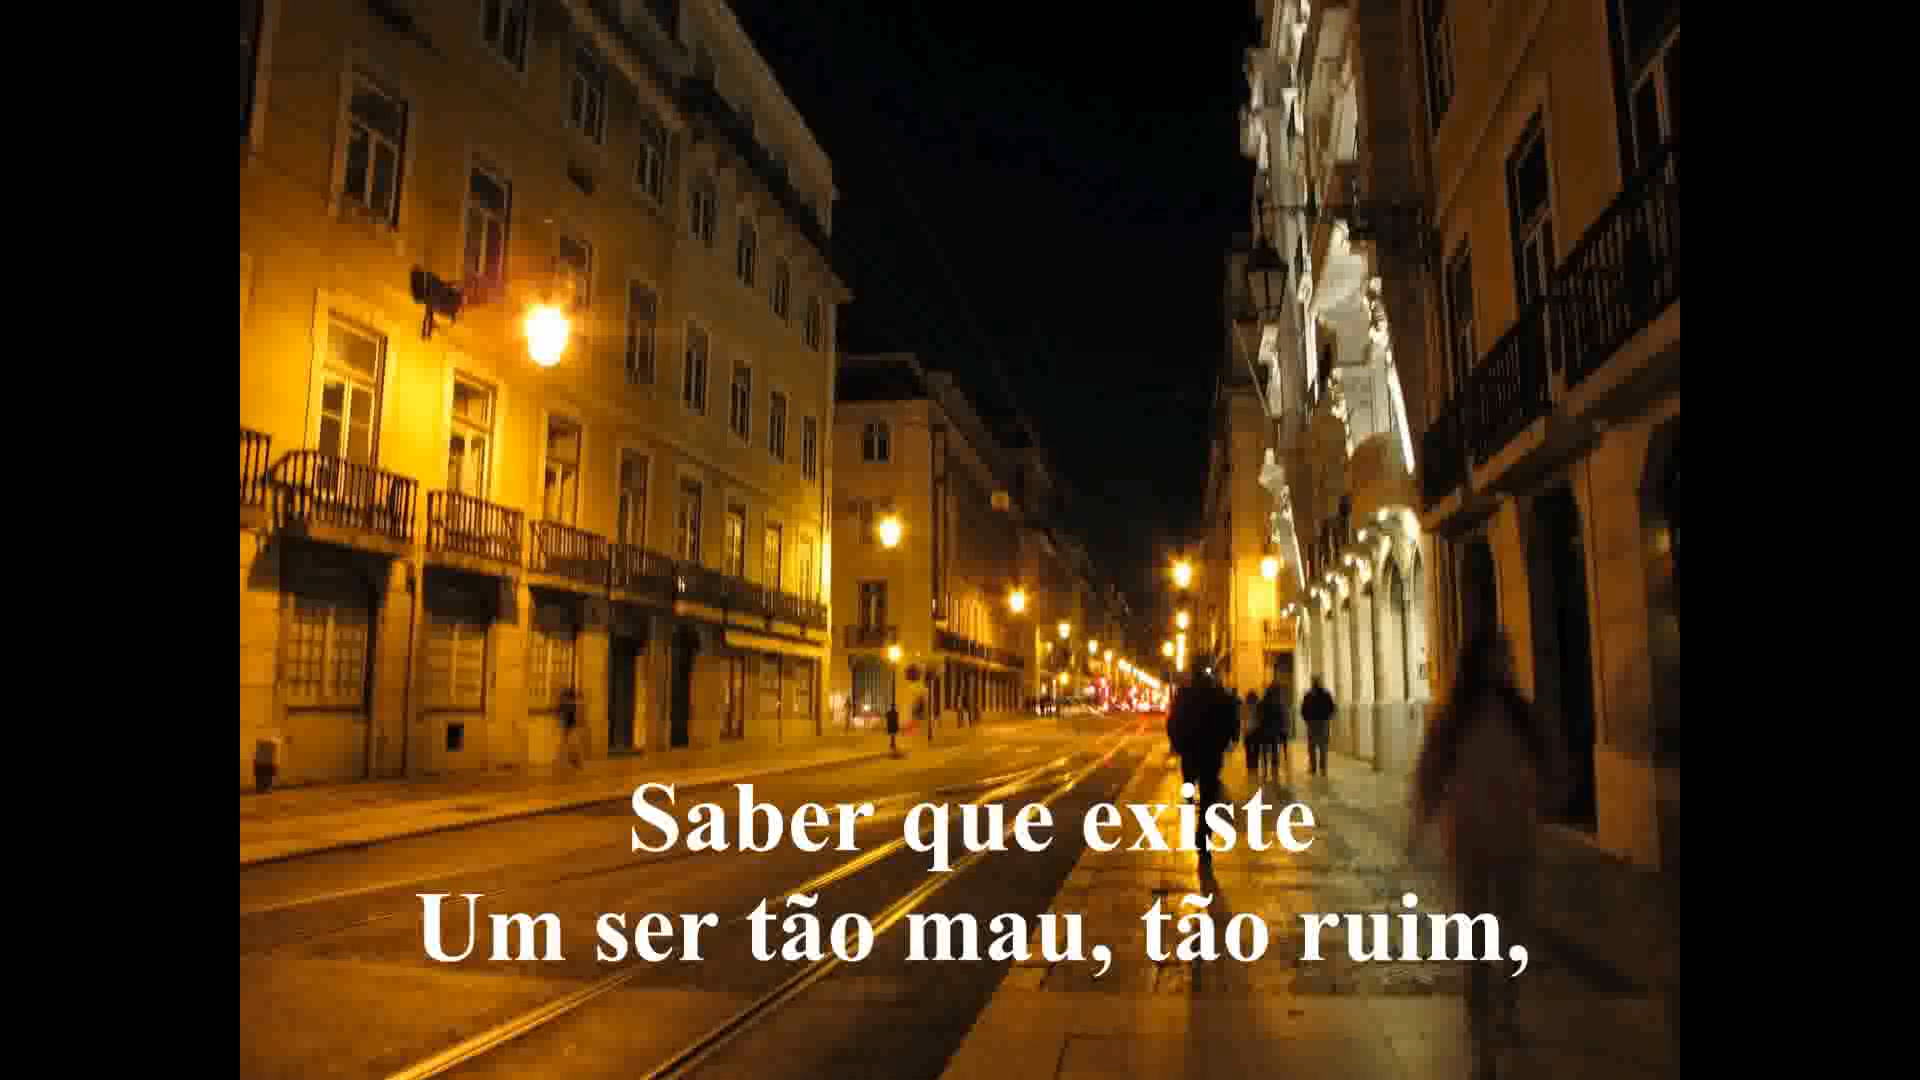 Saber que existe
Um ser tão mau, tão ruim,